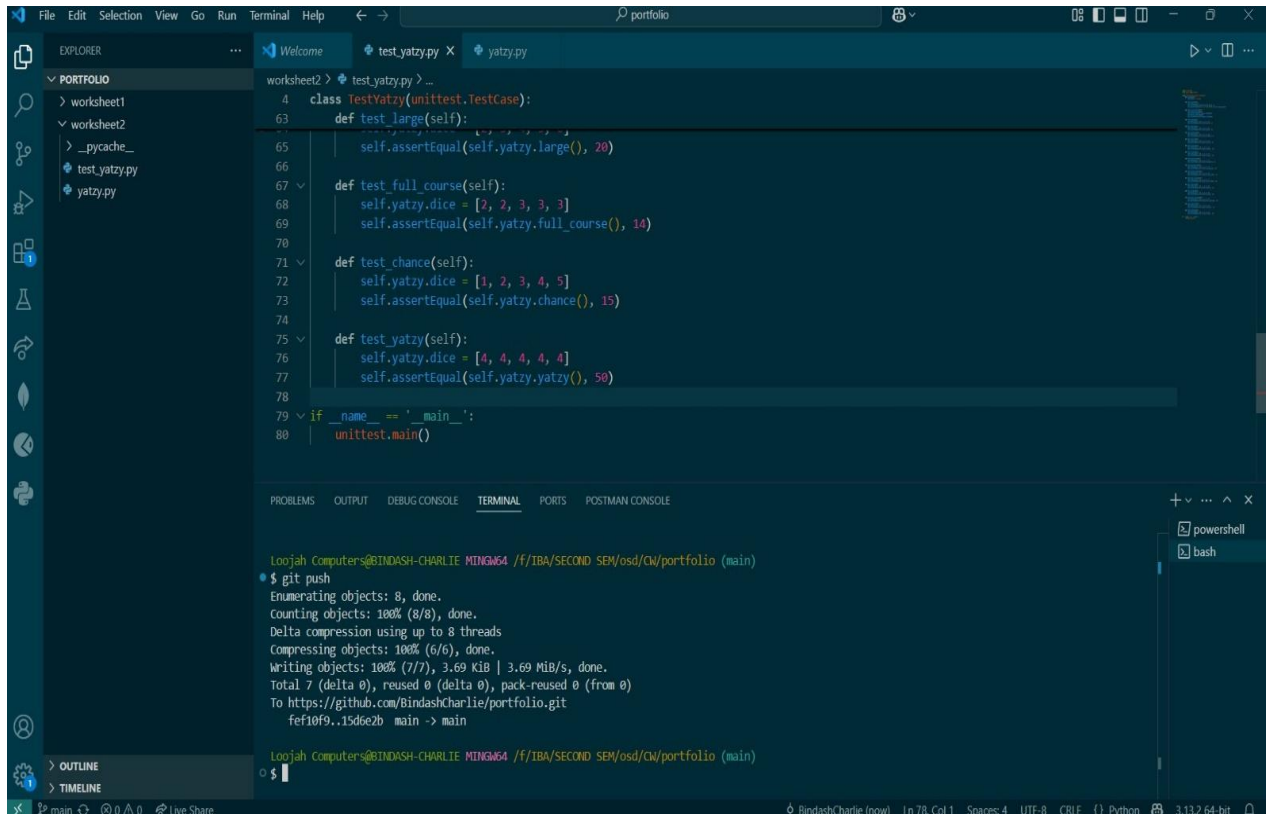 File Edit Selection View Go Run Terminal Help portfolio
EXPLORER
PORTFOLIO
worksheet1
worksheet2
__pycache__
test_yatzy.py
yatzy.py
OUTLINE
TIMELINE
Welcome test_yatzy.py yatzy.py
worksheet2 > test_yatzy.py > ...
4 class TestYatzy(unittest.TestCase):
63 def test_large(self):
65 self.assertEqual(self.yatzy.large(), 20)
66
67 def test_full_course(self):
68 self.yatzy.dice = [2, 2, 3, 3, 3]
69 self.assertEqual(self.yatzy.full_course(), 14)
70
71 def test_chance(self):
72 self.yatzy.dice = [1, 2, 3, 4, 5]
73 self.assertEqual(self.yatzy.chance(), 15)
74
75 def test_yatzy(self):
76 self.yatzy.dice = [4, 4, 4, 4, 4]
77 self.assertEqual(self.yatzy.yatzy(), 50)
78
79 if __name__ == '__main__':
80 unittest.main()
PROBLEMS OUTPUT DEBUG CONSOLE TERMINAL PORTS POSTMAN CONSOLE
powershell
bash
Loojah Computers@BINDASH-CHARLIE MINGW64 /f/IBA/SECOND SEM/osd/CW/portfolio (main)
$ git push
Enumerating objects: 8, done.
Counting objects: 100% (8/8), done.
Delta compression using up to 8 threads
Compressing objects: 100% (6/6), done.
Writing objects: 100% (7/7), 3.69 KiB | 3.69 MiB/s, done.
Total 7 (delta 0), reused 0 (delta 0), pack-reused 0 (from 0)
To https://github.com/BindashCharlie/portfolio.git
fef10f9..15d6e2b main -> main
Loojah Computers@BINDASH-CHARLIE MINGW64 /f/IBA/SECOND SEM/osd/CW/portfolio (main)
$
main 0 0 Live Share BindashCharlie (now) Ln 78, Col 1 Spaces: 4 UTF-8 CRLF {} Python 3.13.2 64-bit